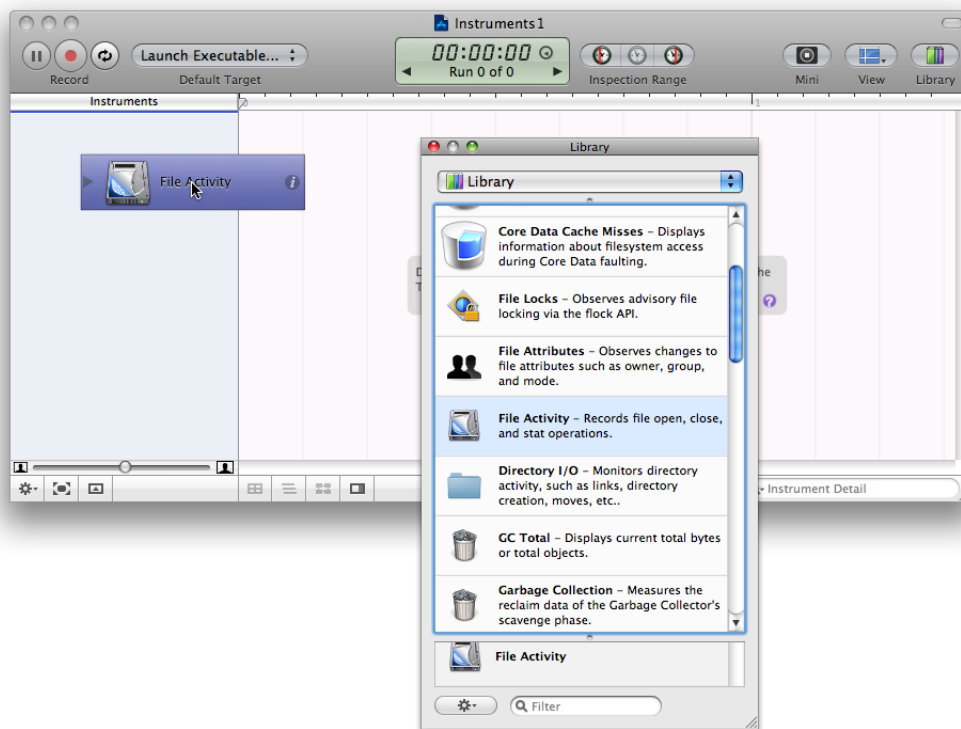 Instruments1
Launch Executable...
00:00:00
Run 0 of 0
Record
Default Target
Inspection Range
Mini
View
Library
Instruments
0
1
File Activity
Library
Library
Core Data Cache Misses – Displays
information about filesystem access
during Core Data faulting.
File Locks – Observes advisory file
locking via the flock API.
File Attributes – Observes changes to
file attributes such as owner, group,
and mode.
File Activity – Records file open, close,
and stat operations.
Directory I/O – Monitors directory
activity, such as links, directory
creation, moves, etc..
GC Total – Displays current total bytes
or total objects.
Garbage Collection – Measures the
reclaim data of the Garbage Collector's
scavenge phase.
File Activity
Filter
Instrument Detail